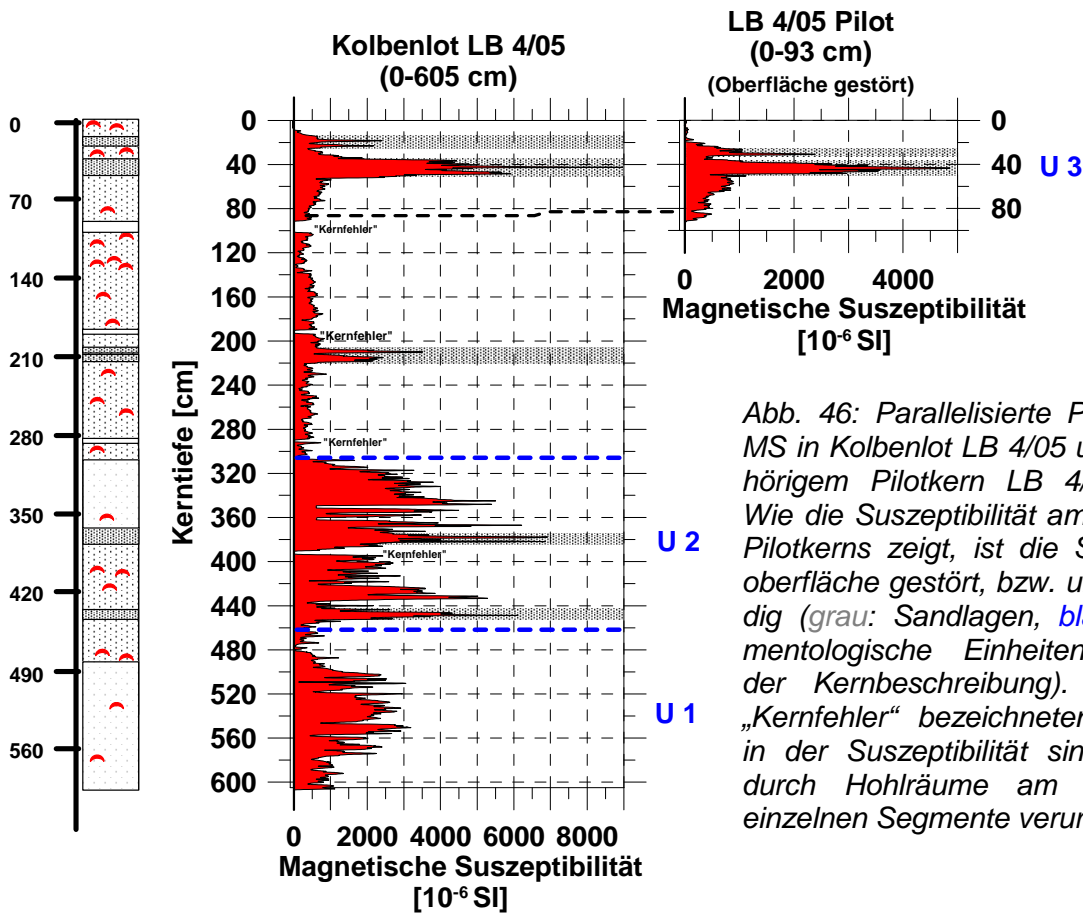 Kolbenlot LB 4/05
(0-605 cm)
LB 4/05 Pilot
(0-93 cm)
(Oberfläche gestört)
0
70
140
210
280
350
420
490
560
Kerntiefe [cm]
0
40
80
120
160
200
240
280
320
360
400
440
480
520
560
600
"Kernfehler"
"Kernfehler"
"Kernfehler"
"Kernfehler"
0 2000 4000 6000 8000
Magnetische Suszeptibilität
[10-6 SI]
0
40
80
U 3
U 2
U 1
0 2000 4000
Magnetische Suszeptibilität
[10-6 SI]
Abb. 46: Parallelisierte P
MS in Kolbenlot LB 4/05 u
hörigem Pilotkern LB 4/
Wie die Suszeptibilität am
Pilotkerns zeigt, ist die S
oberfläche gestört, bzw. u
dig (grau: Sandlagen, bl
mentologische Einheiten
der Kernbeschreibung).
„Kernfehler“ bezeichneter
in der Suszeptibilität sin
durch Hohlräume am
einzelnen Segmente verur